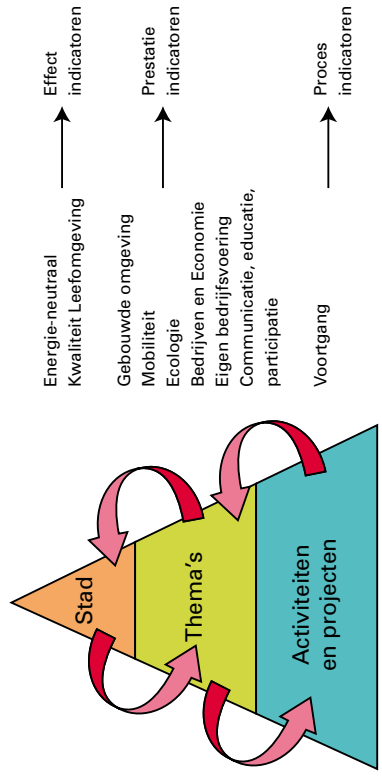 Stad
Thema's
Activiteiten
en projecten
Energie-neutraal
Kwaliteit Leefomgeving
Effect
indicatoren
Gebouwde omgeving
Mobiliteit
Ecologie
Bedrijven en Economie
Eigen bedrijfsvoering
Communicatie, educatie,
participatie
Prestatie
indicatoren
Voortgang
Proces
indicatoren